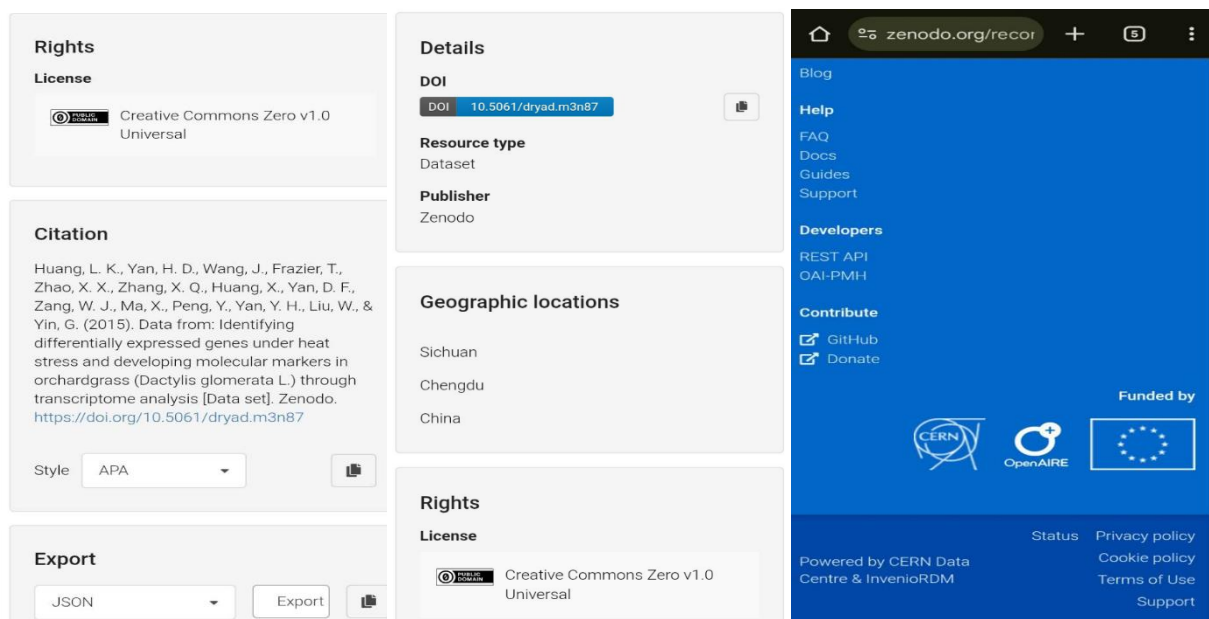 Rights
License
PUBLIC
DOMAIN
Creative Commons Zero v1.0
Universal
Citation
Huang, L. K., Yan, H. D., Wang, J., Frazier, T.,
Zhao, X. X., Zhang, X. Q., Huang, X., Yan, D. F.,
Zang, W. J., Ma, X., Peng, Y., Yan, Y. H., Liu, W., &
Yin, G. (2015). Data from: Identifying
differentially expressed genes under heat
stress and developing molecular markers in
orchardgrass (Dactylis glomerata L.) through
transcriptome analysis [Data set]. Zenodo.
https://doi.org/10.5061/dryad.m3n87
Style APA
Export
JSON Export
Details
DOI
DOI 10.5061/dryad.m3n87
Resource type
Dataset
Publisher
Zenodo
Geographic locations
Sichuan
Chengdu
China
Rights
License
PUBLIC
DOMAIN
Creative Commons Zero v1.0
Universal
zenodo.org/recor 5
Blog
Help
FAQ
Docs
Guides
Support
Developers
REST API
OAI-PMH
Contribute
GitHub
Donate
Funded by
CERN
OpenAIRE
Status Privacy policy
Powered by CERN Data Cookie policy
Centre & InvenioRDM Terms of Use
Support